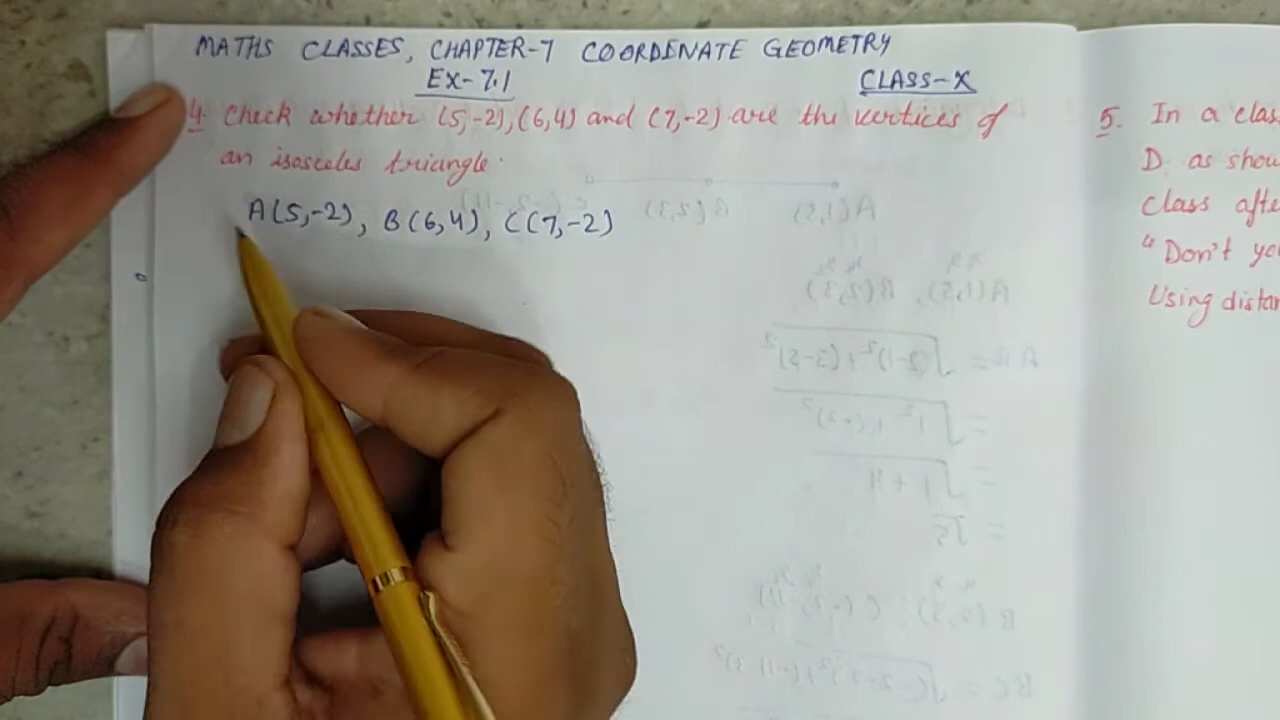 MATHS CLASSES, CHAPTER-7 COORDENATE GEOMETRY
EX-7.1
CLASS-X
4. Check whether (5,-2), (6,4) and (7,-2) are the vertices of
an isosceles triangle.
A(5,-2), B(6,4), C(7,-2)
5. In a clas
D. as show
class afte
"Don't yo
Using distan